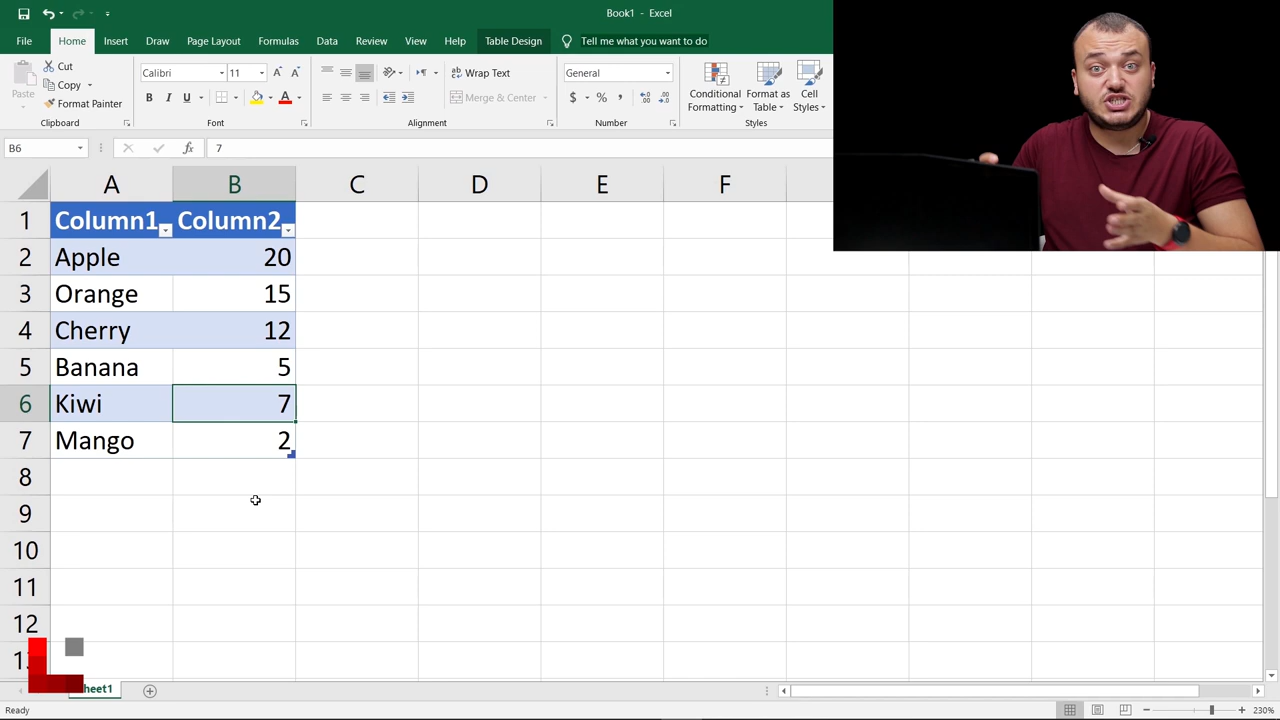 Book1 - Excel
File Home Insert Draw Page Layout Formulas Data Review View Help Table Design Tell me what you want to do
Paste
Cut
Copy
Format Painter
Clipboard
Calibri 11 A A
B I U A
Font
Wrap Text
Merge & Center
Alignment
General
$ % ,
Number
Conditional Formatting
Format as Table
Cell Styles
Styles
B6 fx 7
A B C D E F
1 Column1 Column2
2 Apple 20
3 Orange 15
4 Cherry 12
5 Banana 5
6 Kiwi 7
7 Mango 2
8
9
10
11
12
heet1
Ready
230%